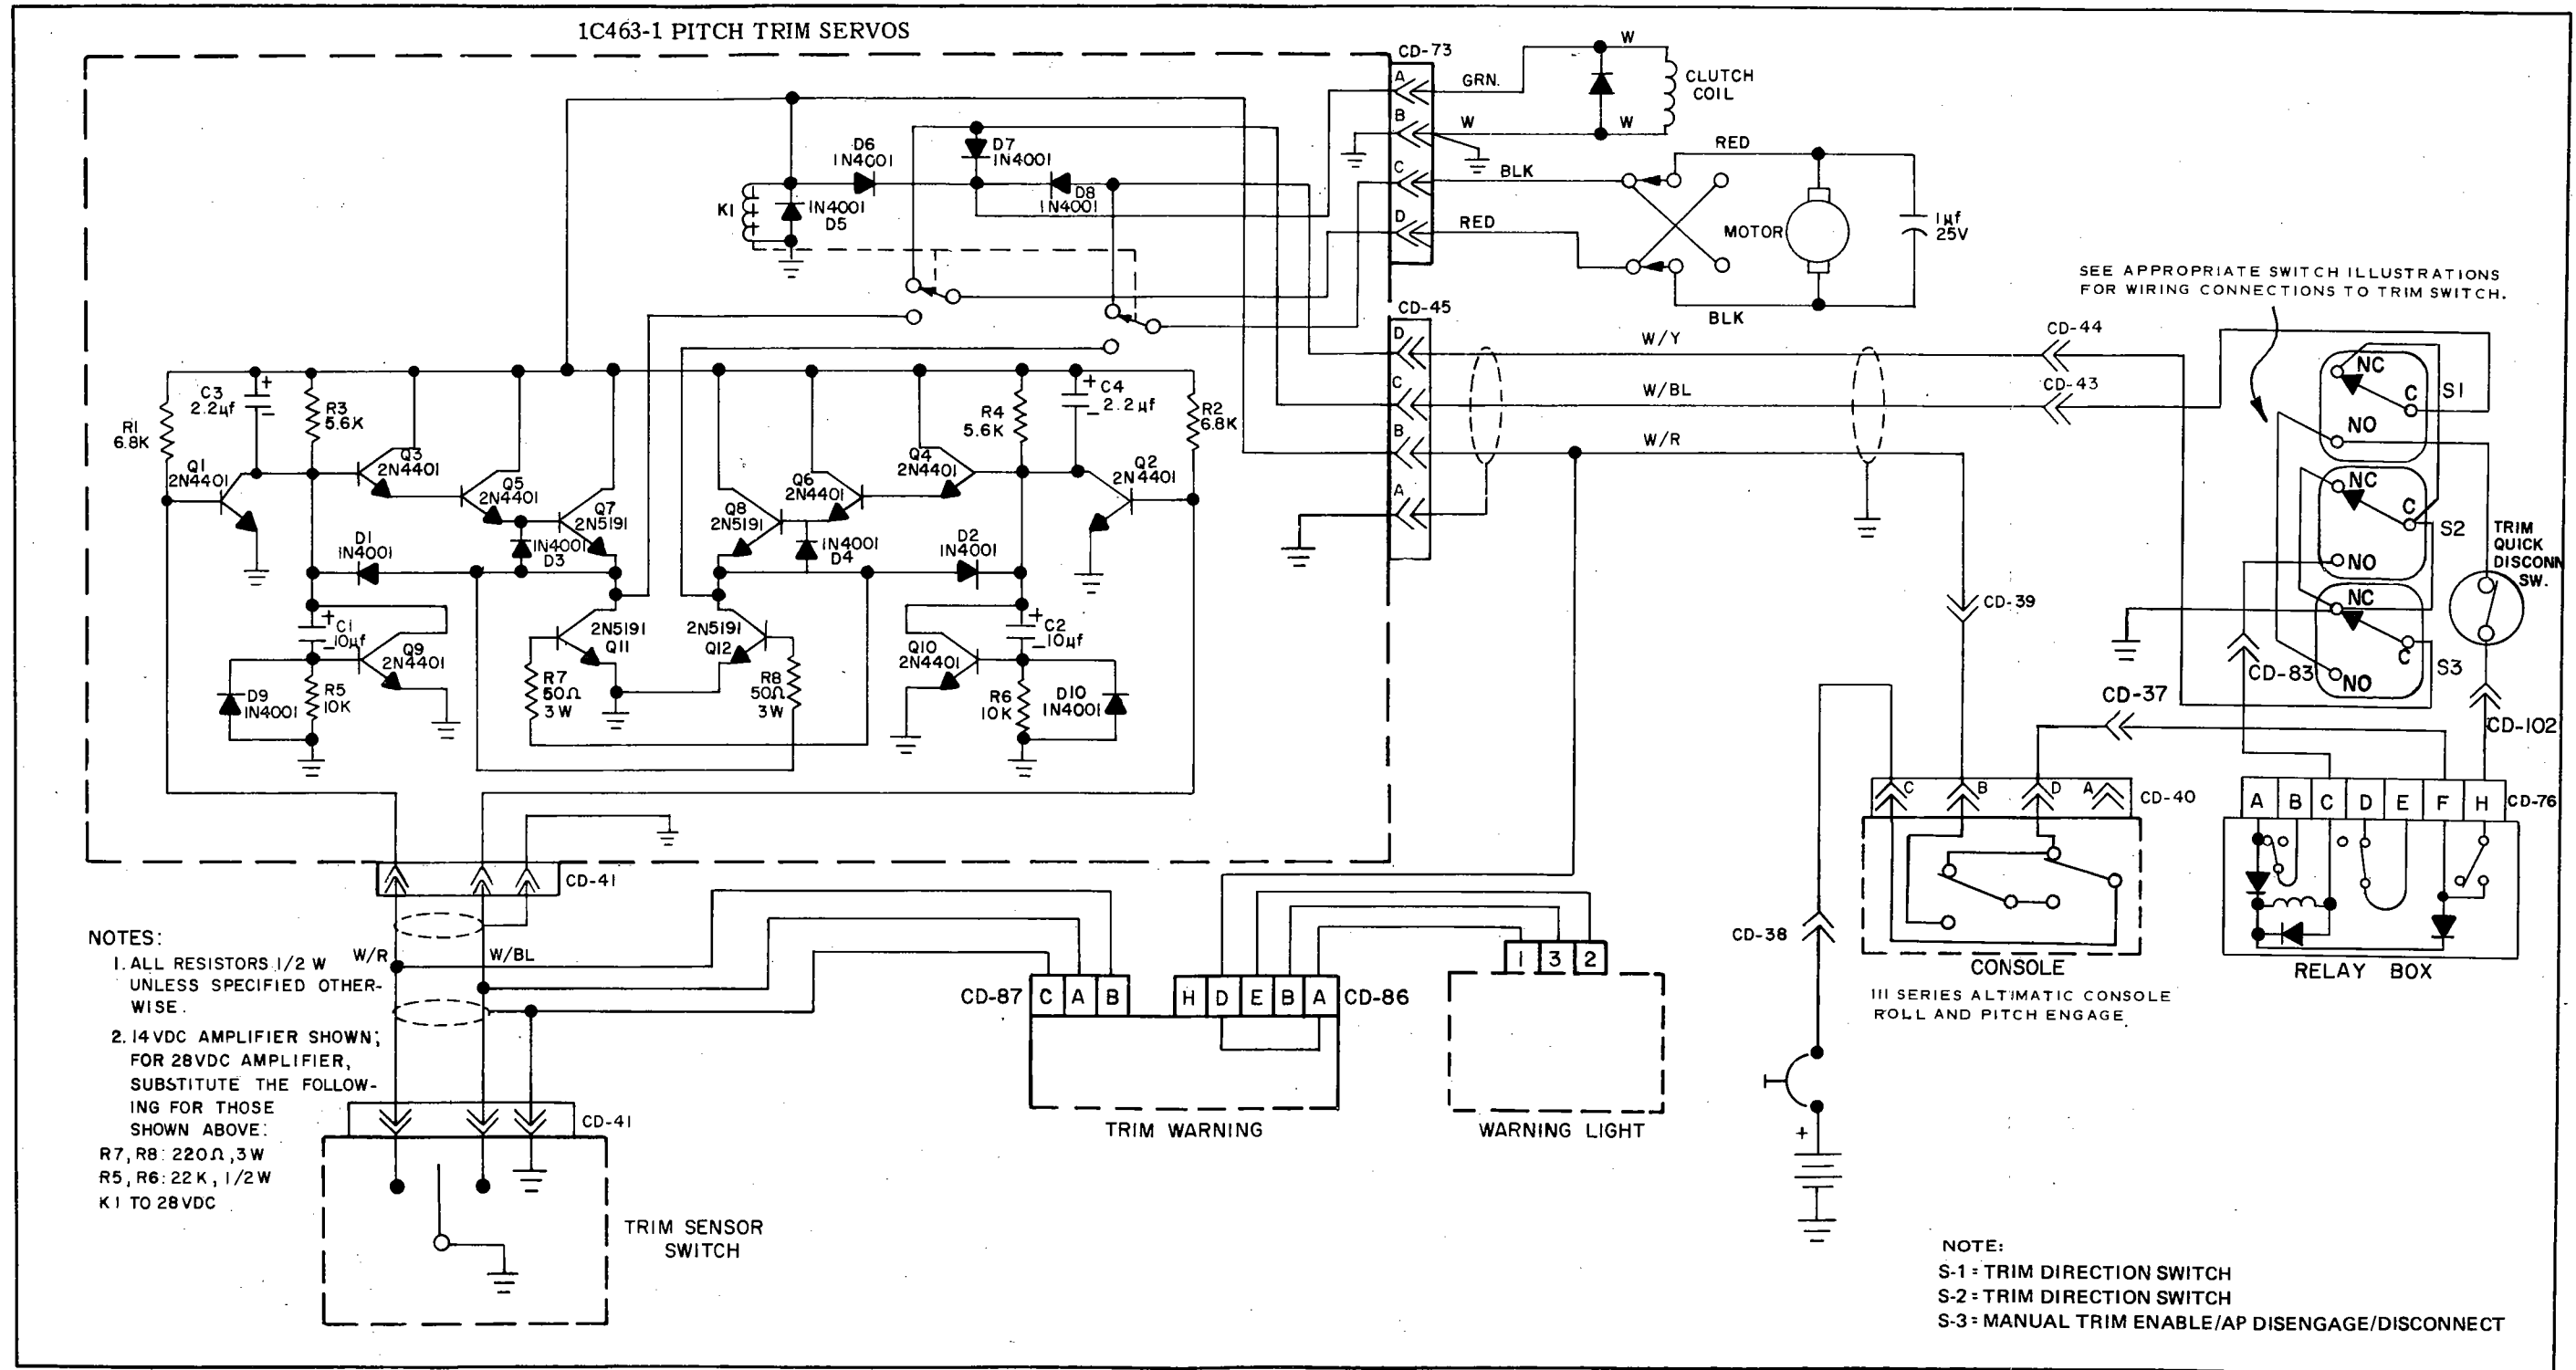 1C463-1 PITCH TRIM SERVOS
CD-73
A
GRN.
W
CLUTCH
COIL
B
W
W
C
BLK
RED
D
RED
MOTOR
1µf
25V
BLK
D6
1N4001
D7
1N4001
D8
1N4001
K1
1N4001
D5
SEE APPROPRIATE SWITCH ILLUSTRATIONS
FOR WIRING CONNECTIONS TO TRIM SWITCH.
CD-45
D
W/Y
CD-44
C
W/BL
CD-43
B
W/R
A
NC
C
S1
NO
NC
C
S2
NO
NC
C
S3
NO
TRIM
QUICK
DISCONN
SW.
R1
6.8K
C3
2.2µf
+
-
R3
5.6K
Q1
2N4401
Q3
2N4401
Q5
2N4401
Q7
2N5191
D1
1N4001
1N4001
D3
+
C1
-
10µf
Q9
2N4401
D9
1N4001
R5
10K
2N5191
Q11
R7
50Ω
3W
R4
5.6K
+
C4
-
2.2µf
R2
6.8K
Q4
2N4401
Q2
2N4401
Q6
2N4401
Q8
2N5191
1N4001
D4
D2
1N4001
2N5191
Q12
R8
50Ω
3W
Q10
2N4401
+
C2
-
10µf
R6
10K
D10
1N4001
CD-39
CD-83
CD-37
CD-102
C
B
D
A
CD-40
CONSOLE
III SERIES ALTIMATIC CONSOLE
ROLL AND PITCH ENGAGE
CD-38
+
A B C D E F H
CD-76
RELAY BOX
CD-41
W/R
W/BL
NOTES:
1. ALL RESISTORS 1/2 W
UNLESS SPECIFIED OTHER-
WISE.
2. 14VDC AMPLIFIER SHOWN;
FOR 28VDC AMPLIFIER,
SUBSTITUTE THE FOLLOW-
ING FOR THOSE
SHOWN ABOVE:
R7, R8: 220Ω, 3W
R5, R6: 22K, 1/2W
K1 TO 28VDC
CD-41
TRIM SENSOR
SWITCH
CD-87
C A B
H D E B A
CD-86
TRIM WARNING
1 3 2
WARNING LIGHT
NOTE:
S-1 = TRIM DIRECTION SWITCH
S-2 = TRIM DIRECTION SWITCH
S-3 = MANUAL TRIM ENABLE/AP DISENGAGE/DISCONNECT